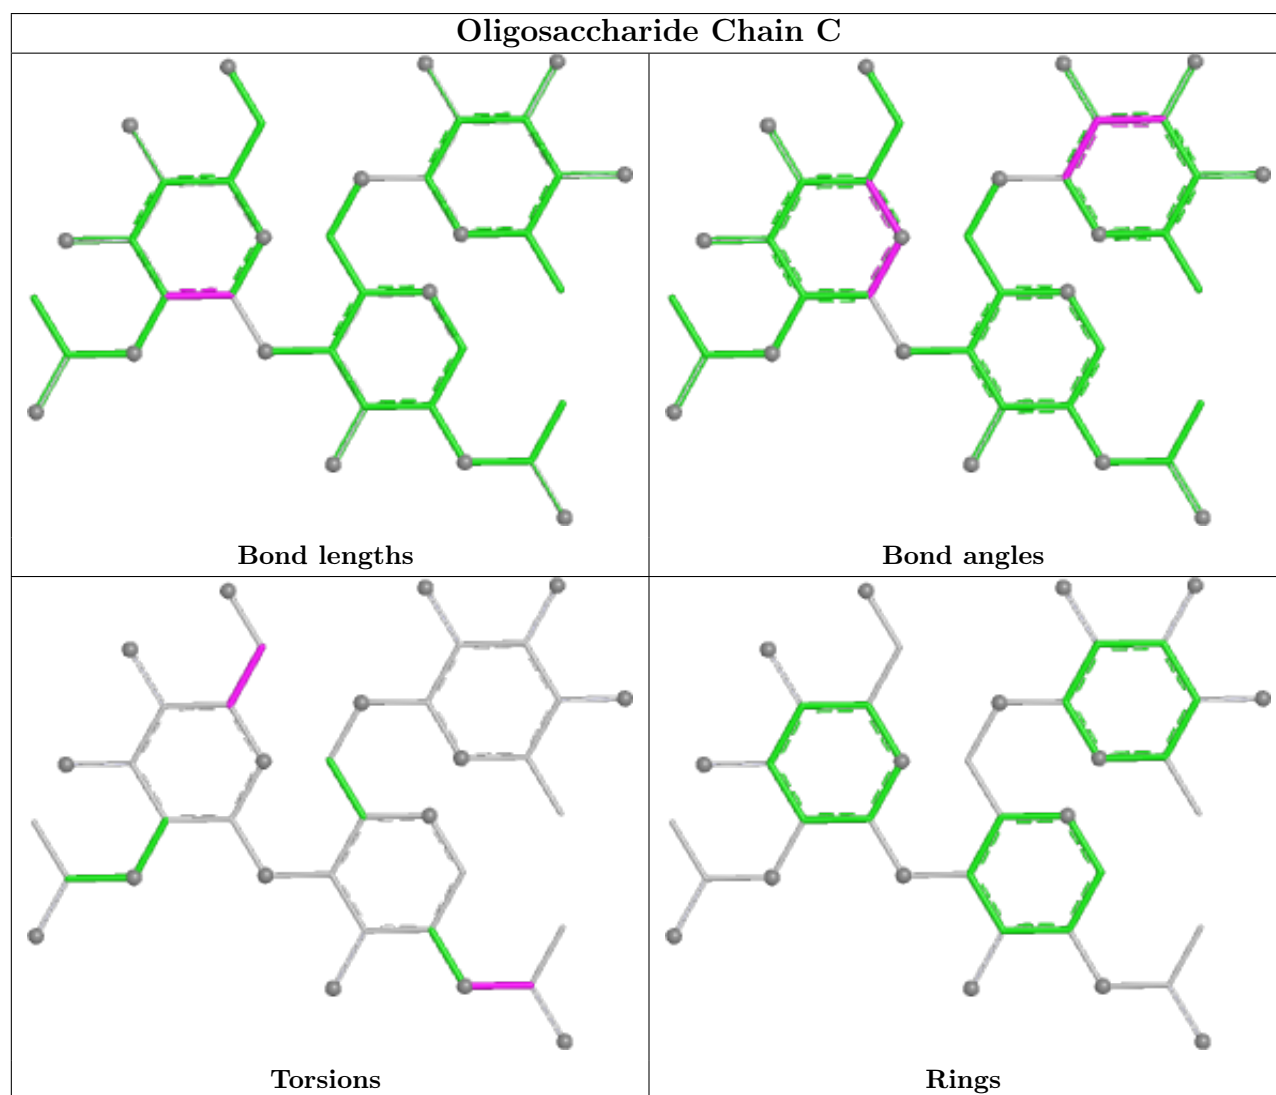 Oligosaccharide Chain C
Bond lengths
Bond angles
Torsions
Rings